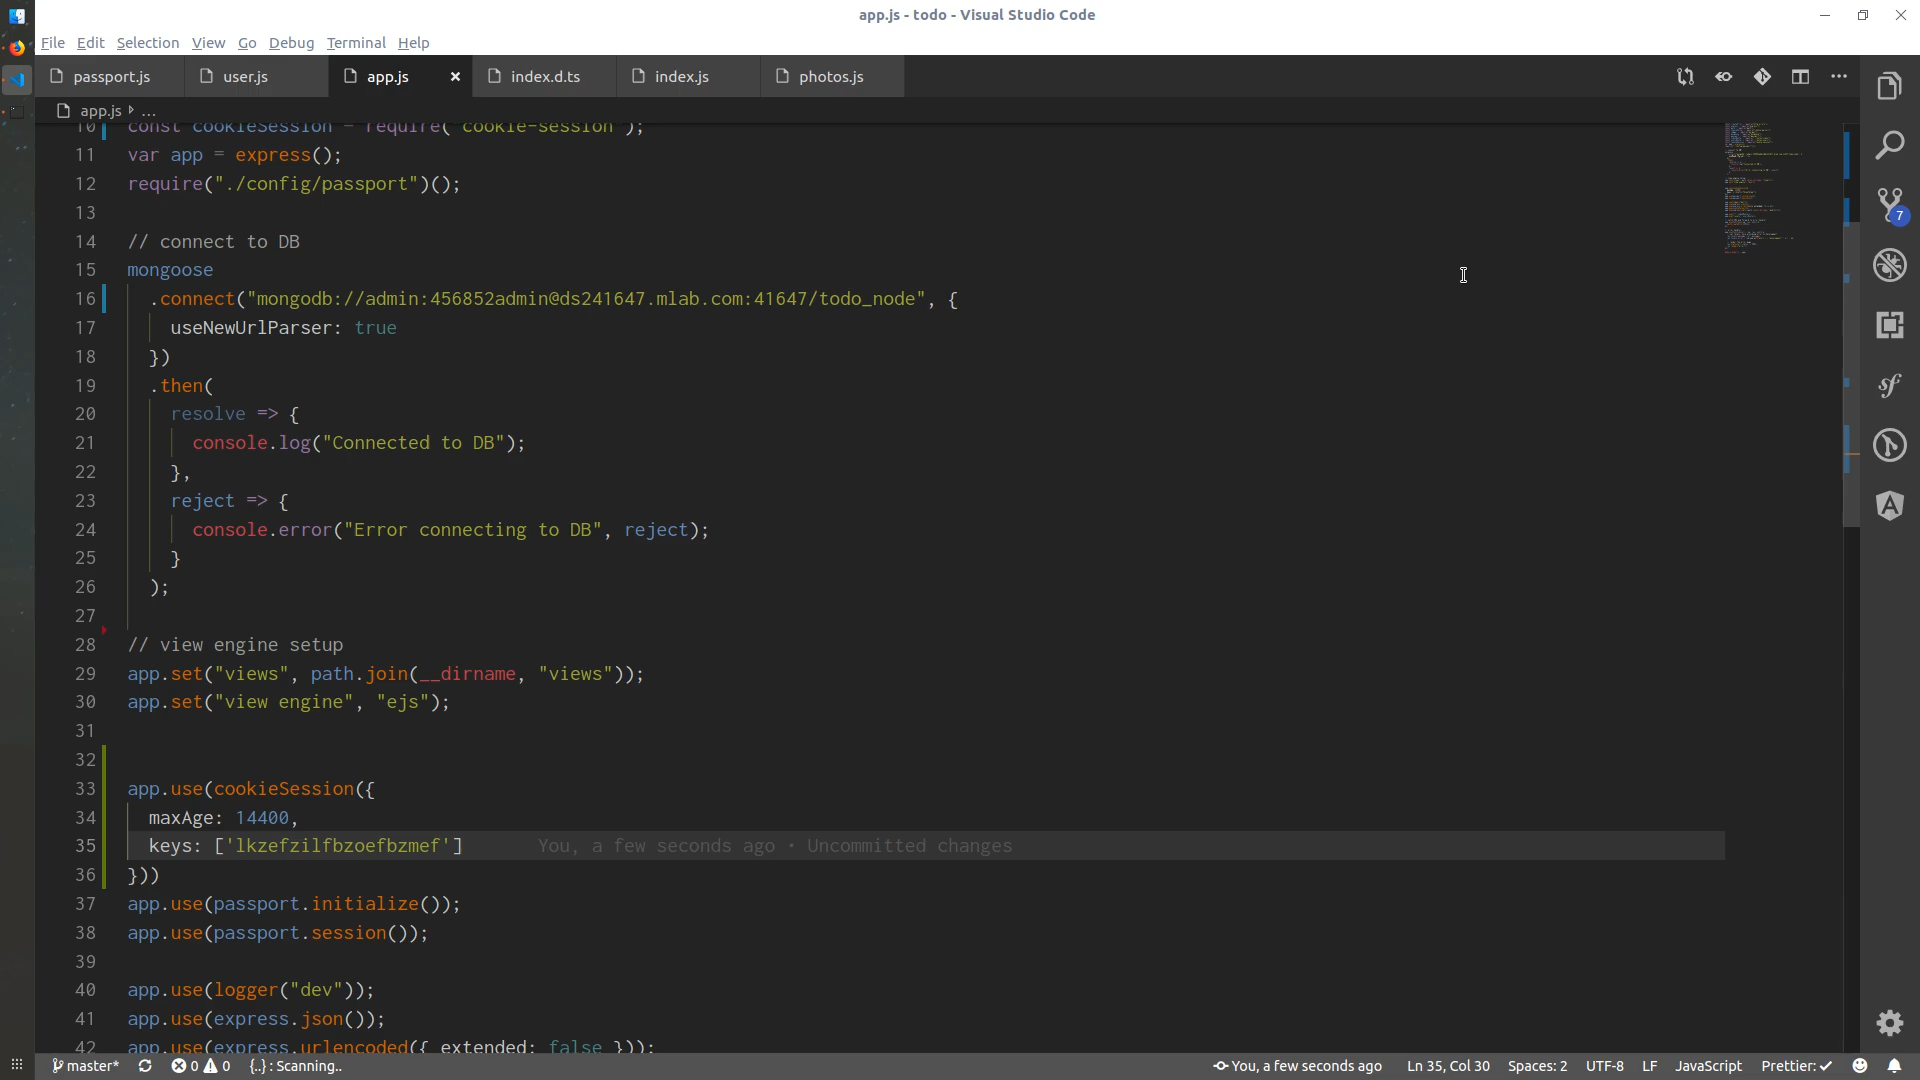 app.js - todo - Visual Studio Code
File Edit Selection View Go Debug Terminal Help
passport.js user.js app.js × index.d.ts index.js photos.js
app.js ...
10 const cookieSession = require("cookie-session");
11 var app = express();
12 require("./config/passport")();
13
14 // connect to DB
15 mongoose
16 .connect("mongodb://admin:456852admin@ds241647.mlab.com:41647/todo_node", {
17 useNewUrlParser: true
18 })
19 .then(
20 resolve => {
21 console.log("Connected to DB");
22 },
23 reject => {
24 console.error("Error connecting to DB", reject);
25 }
26 );
27
28 // view engine setup
29 app.set("views", path.join(__dirname, "views"));
30 app.set("view engine", "ejs");
31
32
33 app.use(cookieSession({
34 maxAge: 14400,
35 keys: ['lkzefzilfbzoefbzmef'] You, a few seconds ago • Uncommitted changes
36 }))
37 app.use(passport.initialize());
38 app.use(passport.session());
39
40 app.use(logger("dev"));
41 app.use(express.json());
42 app.use(express.urlencoded({ extended: false }));
7
master* 0 0 {..} : Scanning.. You, a few seconds ago Ln 35, Col 30 Spaces: 2 UTF-8 LF JavaScript Prettier: ✓